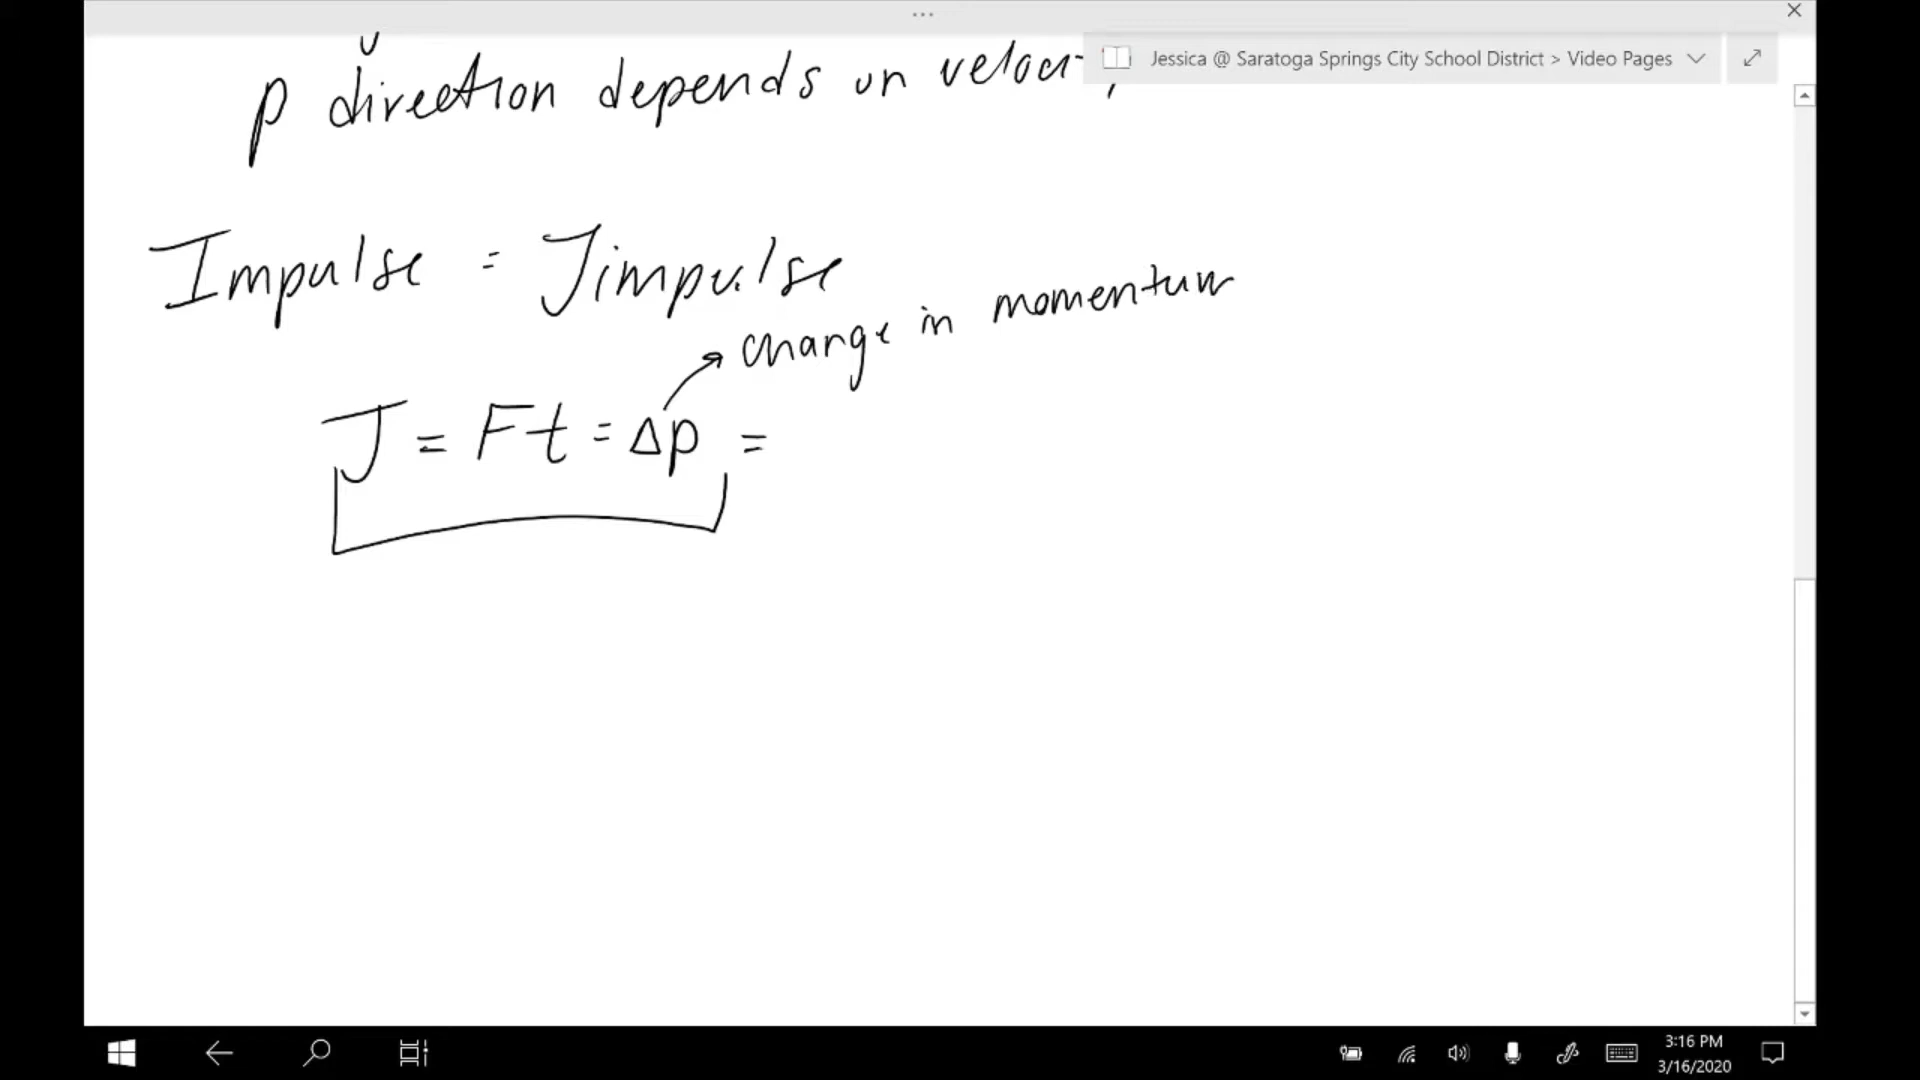 Jessica @ Saratoga Springs City School District > Video Pages
p direction depends on
Impulse = Jimpulse
change in momentum
J = Ft = Δp =
3:16 PM
3/16/2020